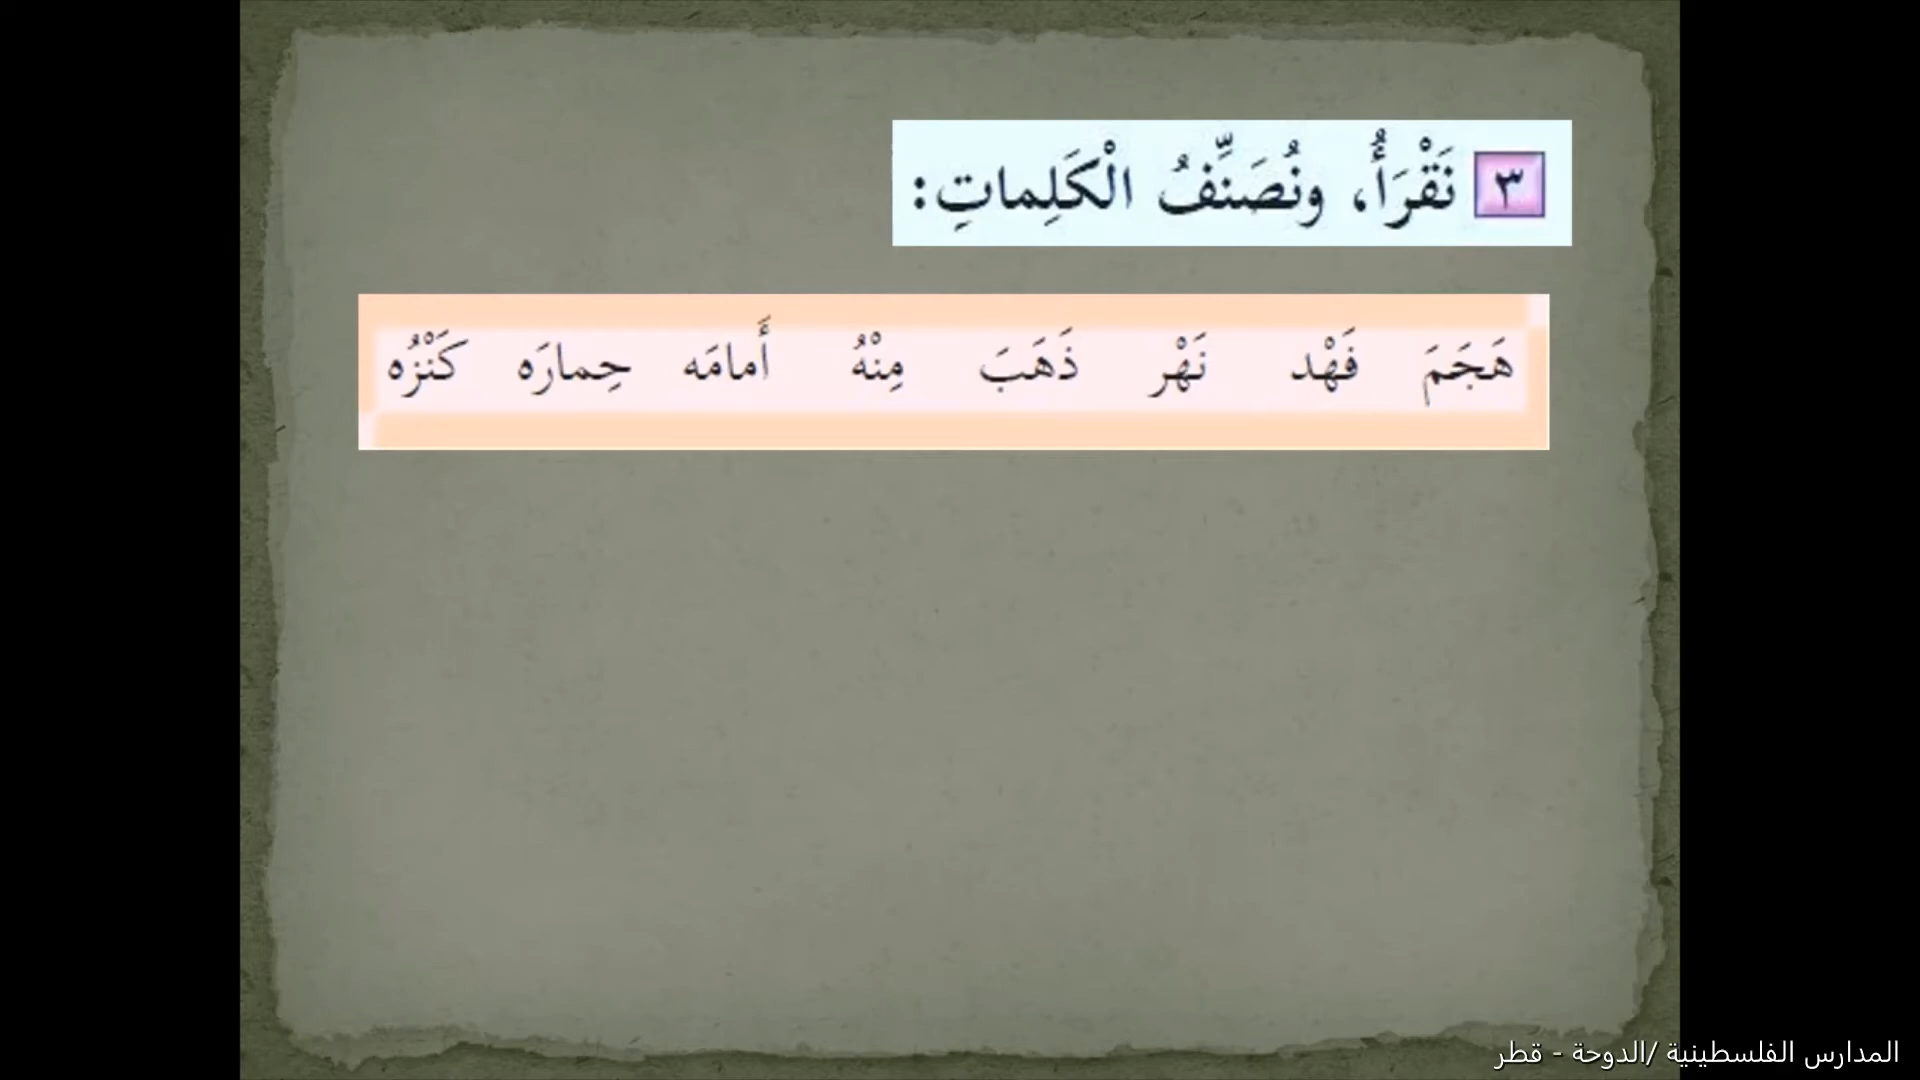 ٣ نَقْرَأُ، ونُصَنِّفُ الْكَلِماتِ:
هَجَمَ فَهْد نَهْر ذَهَبَ مِنْهُ أَمامَه حِمارَه كَنْزُه
المدارس الفلسطينية /الدوحة - قطر